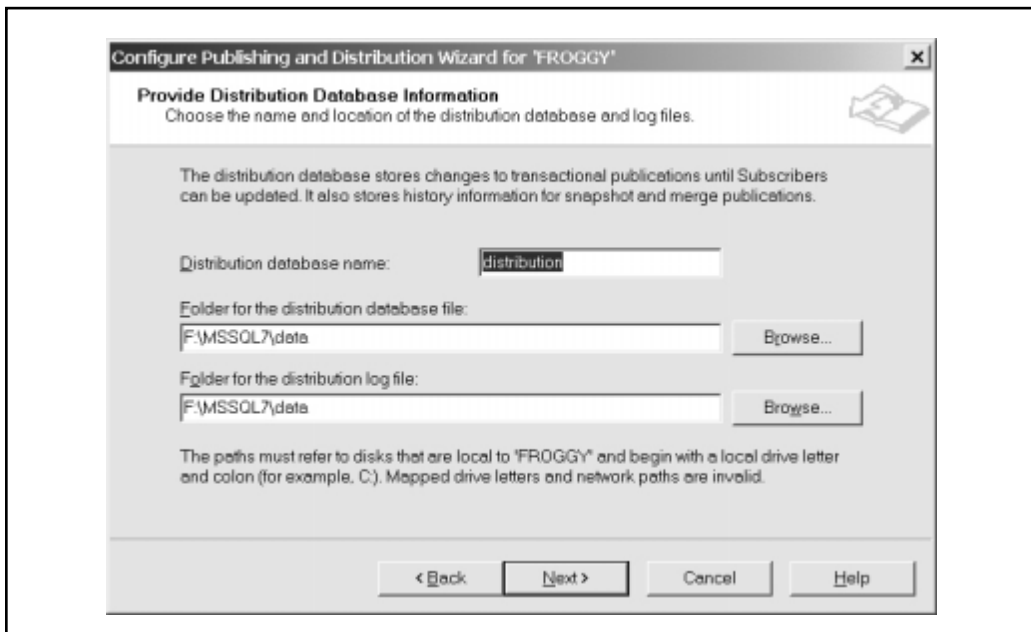 Configure Publishing and Distribution Wizard for 'FROGGY'
Provide Distribution Database Information
Choose the name and location of the distribution database and log files.
The distribution database stores changes to transactional publications until Subscribers
can be updated. It also stores history information for snapshot and merge publications.
Distribution database name:
distribution
Folder for the distribution database file:
F:\MSSQL7\data
Browse...
Folder for the distribution log file:
F:\MSSQL7\data
Browse...
The paths must refer to disks that are local to 'FROGGY' and begin with a local drive letter
and colon (for example, C:). Mapped drive letters and network paths are invalid.
< Back
Next >
Cancel
Help